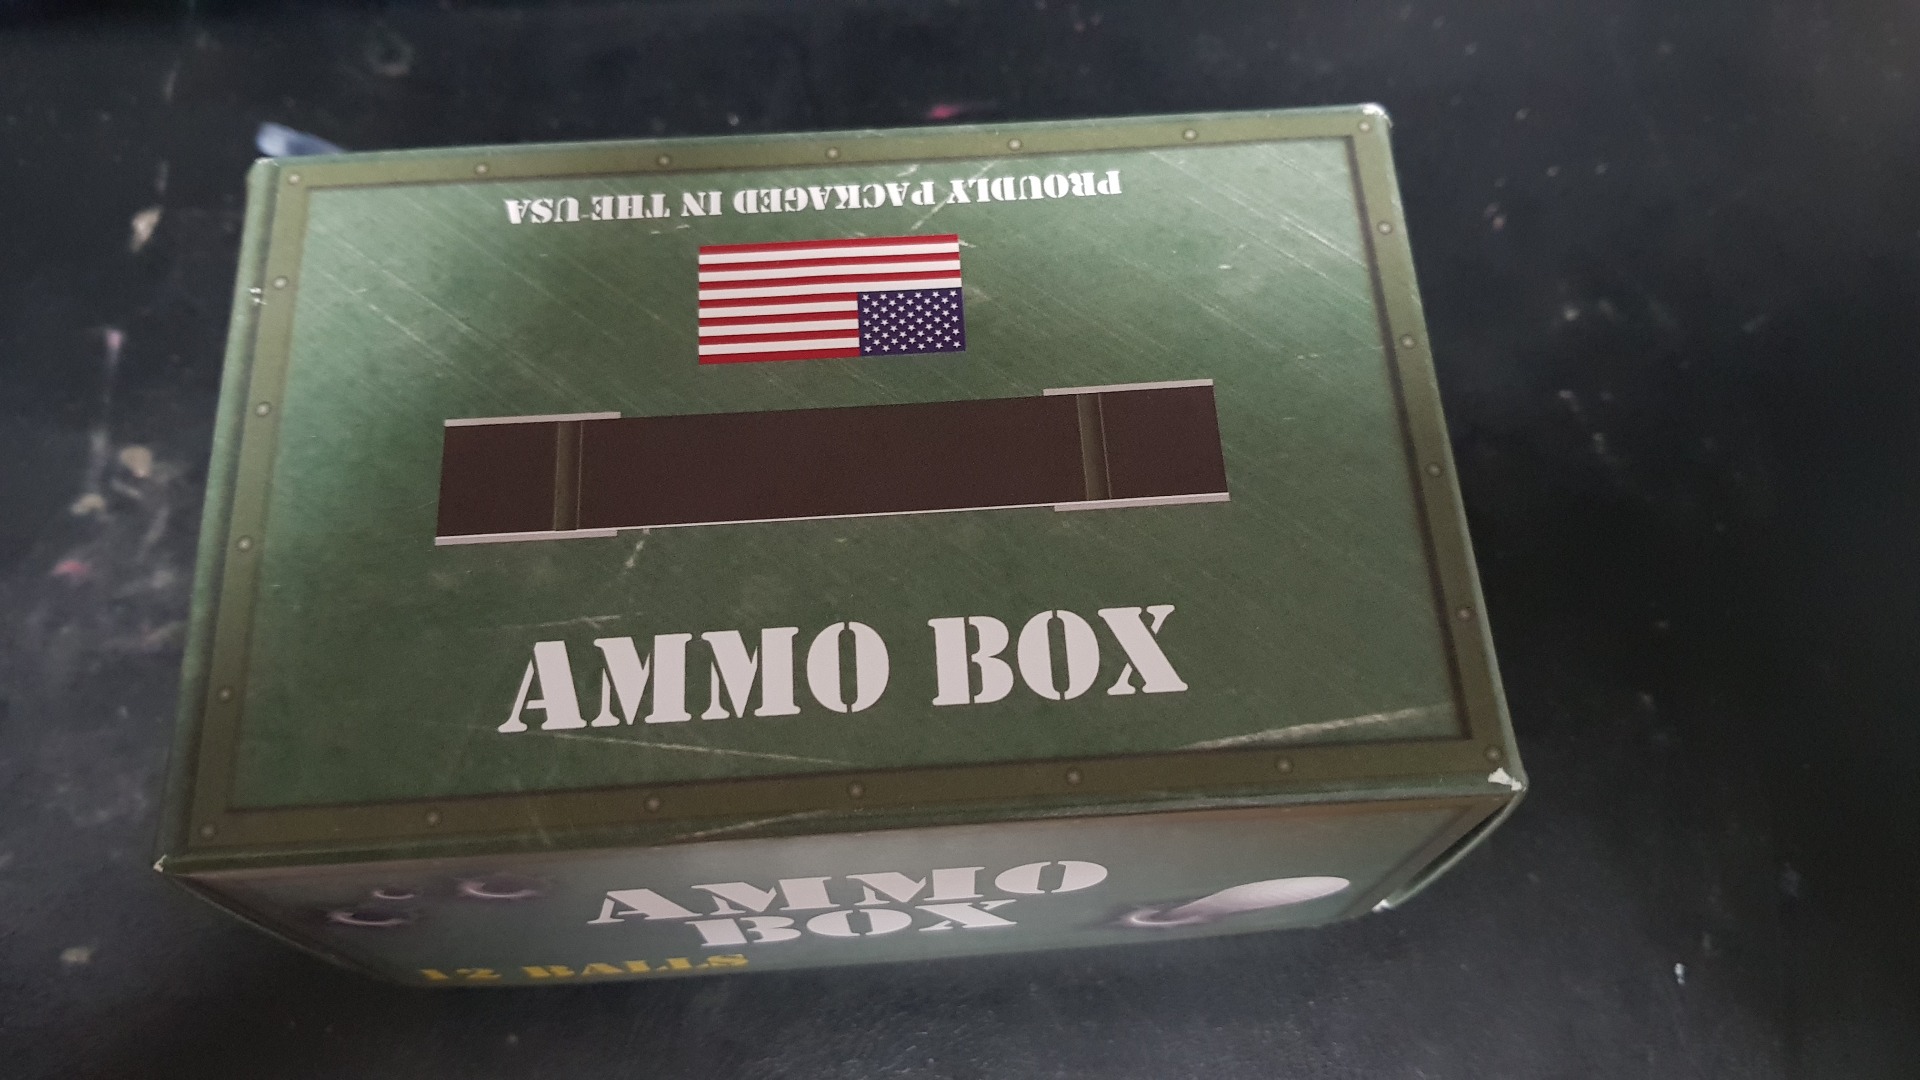 PROUDLY PACKAGED IN THE USA
AMMO BOX
AMMO
BOX
12 BALLS